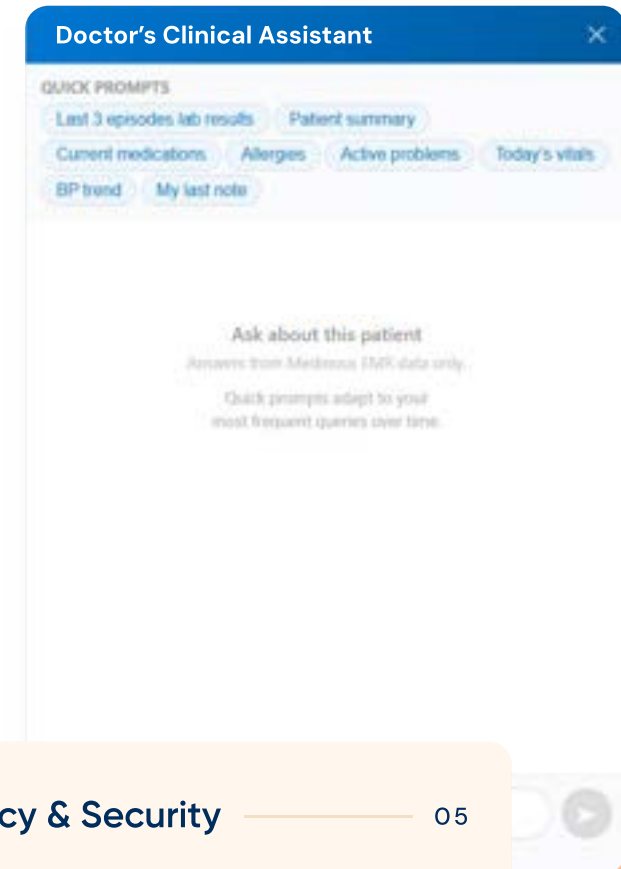 Doctor's Clinical Assistant
QUICK PROMPTS
Last 3 episodes lab results Patient summary
Current medications Allergies Active problems Today's vitals
BP trend My last note
Ask about this patient
Answers from EMR data only.
Quick prompts adapt to your
most frequent queries over time.
cy & Security 05